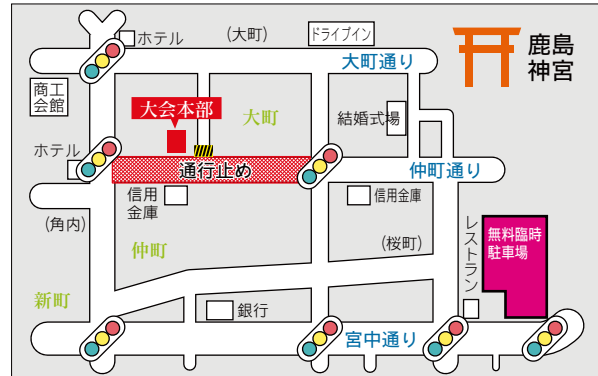 ホテル
(大町)
ドライブイン
鹿島
神宮
大町通り
商工
会館
大会本部
大町
結婚式場
ホテル
通行止め
仲町通り
信用
金庫
信用金庫
(角内)
仲町
(桜町)
レストラン
無料臨時
駐車場
新町
銀行
宮中通り